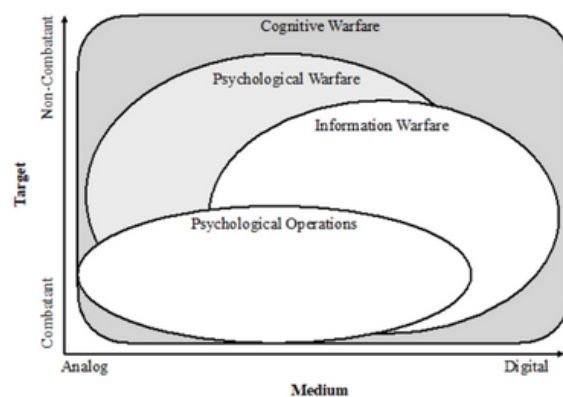 Cognitive Warfare
Psychological Warfare
Information Warfare
Psychological Operations
Non-Combatant
Target
Combatant
Analog
Digital
Medium